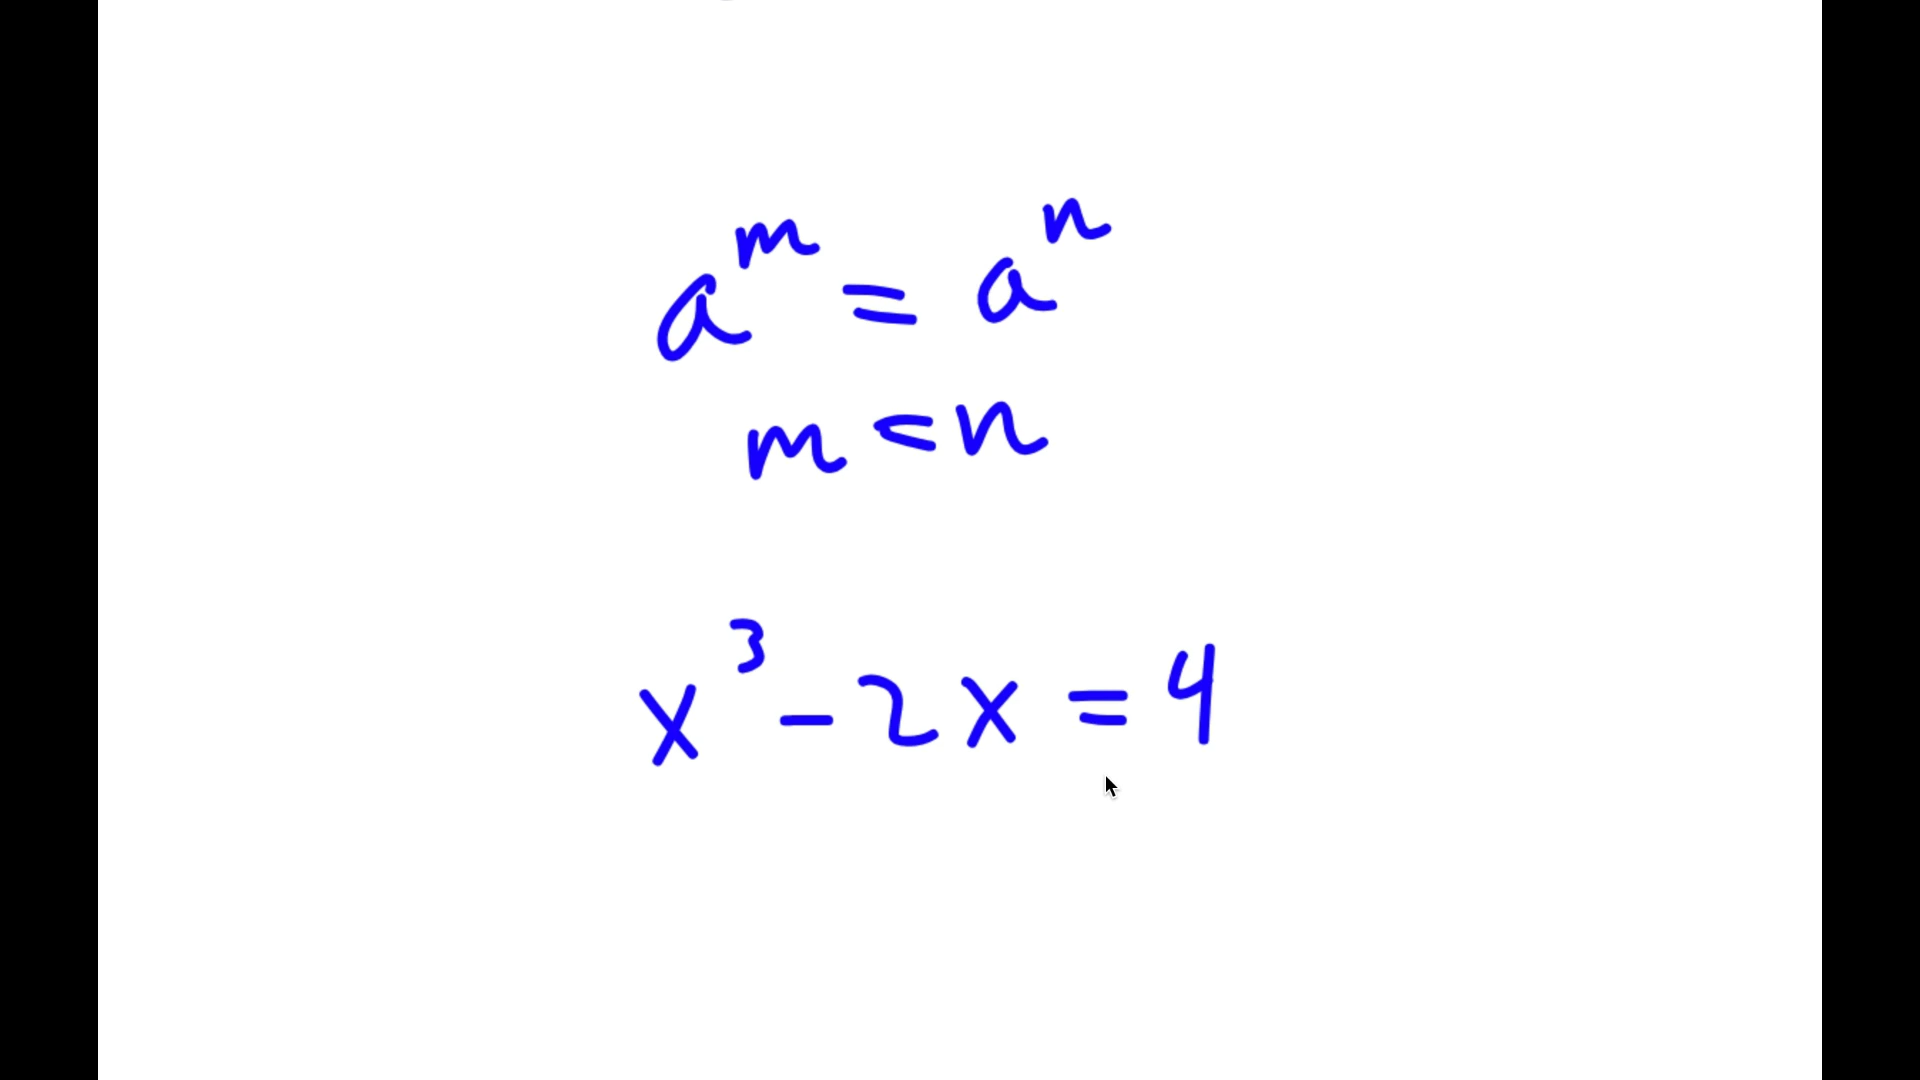 a^m = a^n
m = n
x^3 - 2x = 4